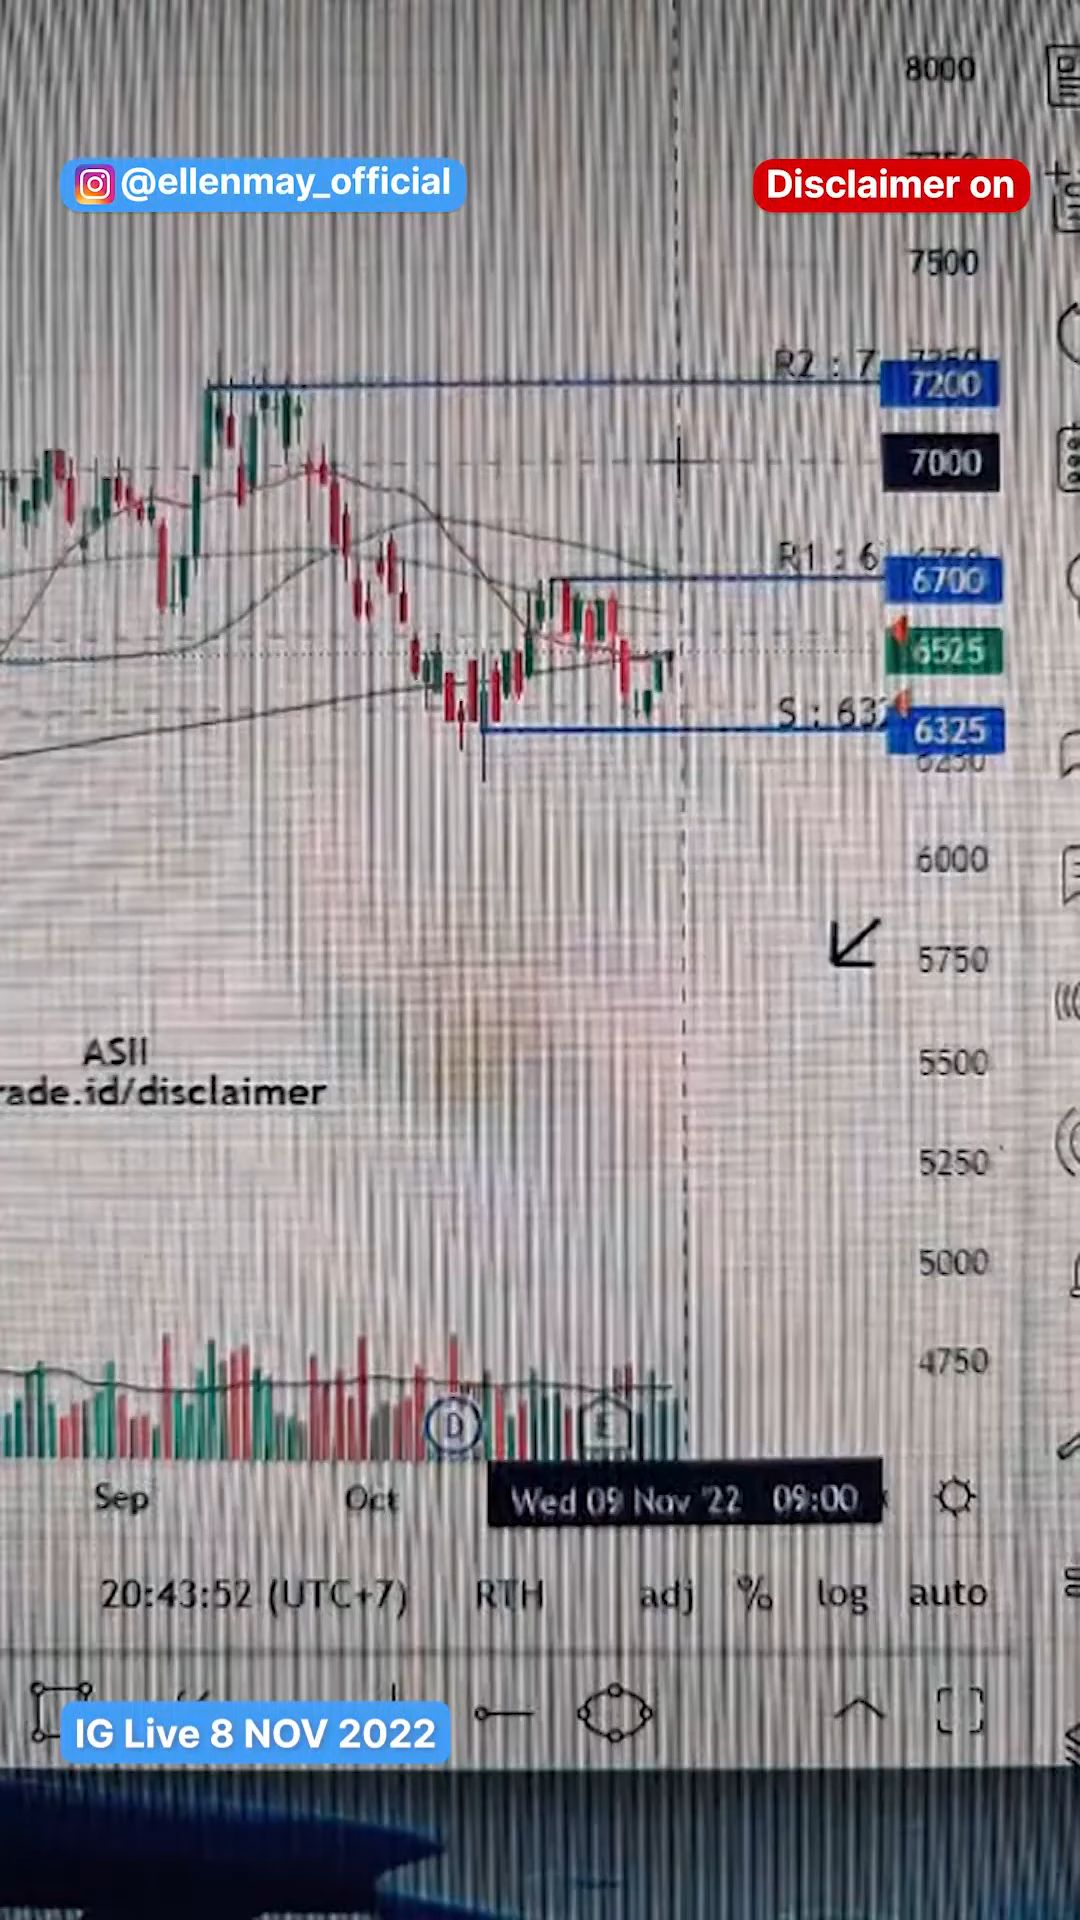 8000
@ellenmay_official
Disclaimer on
7500
R2 : 7
7200
7000
R1 : 6
6700
6525
S : 632
6325
6250
6000
5750
ASII
rade.id/disclaimer
5500
5250
5000
4750
D
E
Sep
Oct
Wed 09 Nov '22 09:00
20:43:52 (UTC+7)
RTH
adj
%
log
auto
IG Live 8 NOV 2022